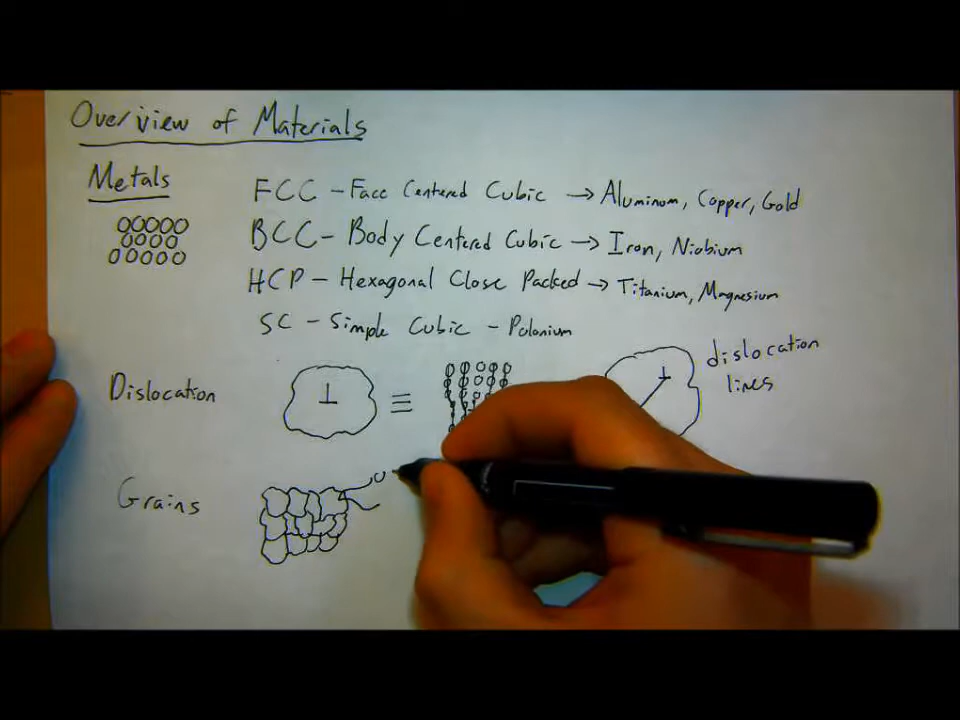 Overview of Materials
Metals
FCC - Face Centered Cubic → Aluminum, Copper, Gold
BCC - Body Centered Cubic → Iron, Niobium
HCP - Hexagonal Close Packed → Titanium, Magnesium
SC - Simple Cubic - Polonium
Dislocation
⊥ ≡
⊥
dislocation
lines
Grains